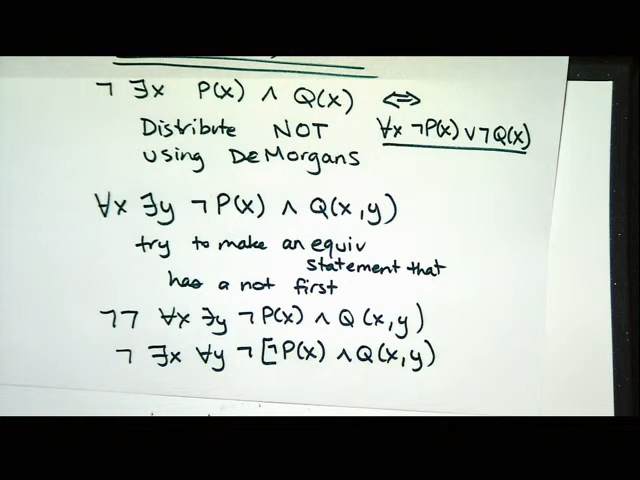 ¬ ∃x P(x) ∧ Q(x) ⇔
Distribute NOT ∀x ¬P(x) ∨ ¬Q(x)
using DeMorgans
∀x ∃y ¬P(x) ∧ Q(x,y)
try to make an equiv
statement that
has a not first
¬¬ ∀x ∃y ¬P(x) ∧ Q(x,y)
¬ ∃x ∀y ¬[¬P(x) ∧ Q(x,y)